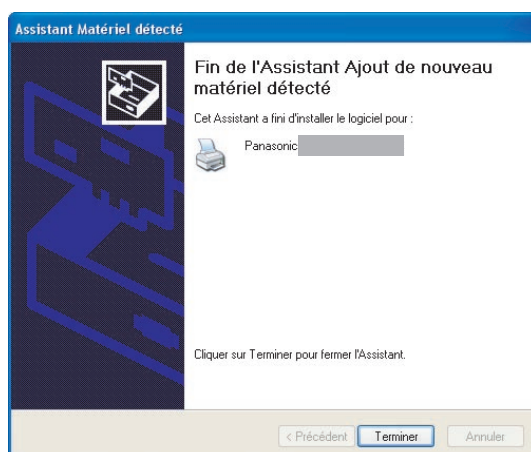 Assistant Matériel détecté
Fin de l'Assistant Ajout de nouveau
matériel détecté
Cet Assistant a fini d'installer le logiciel pour :
Panasonic
Cliquer sur Terminer pour fermer l'Assistant.
< Précédent Terminer Annuler